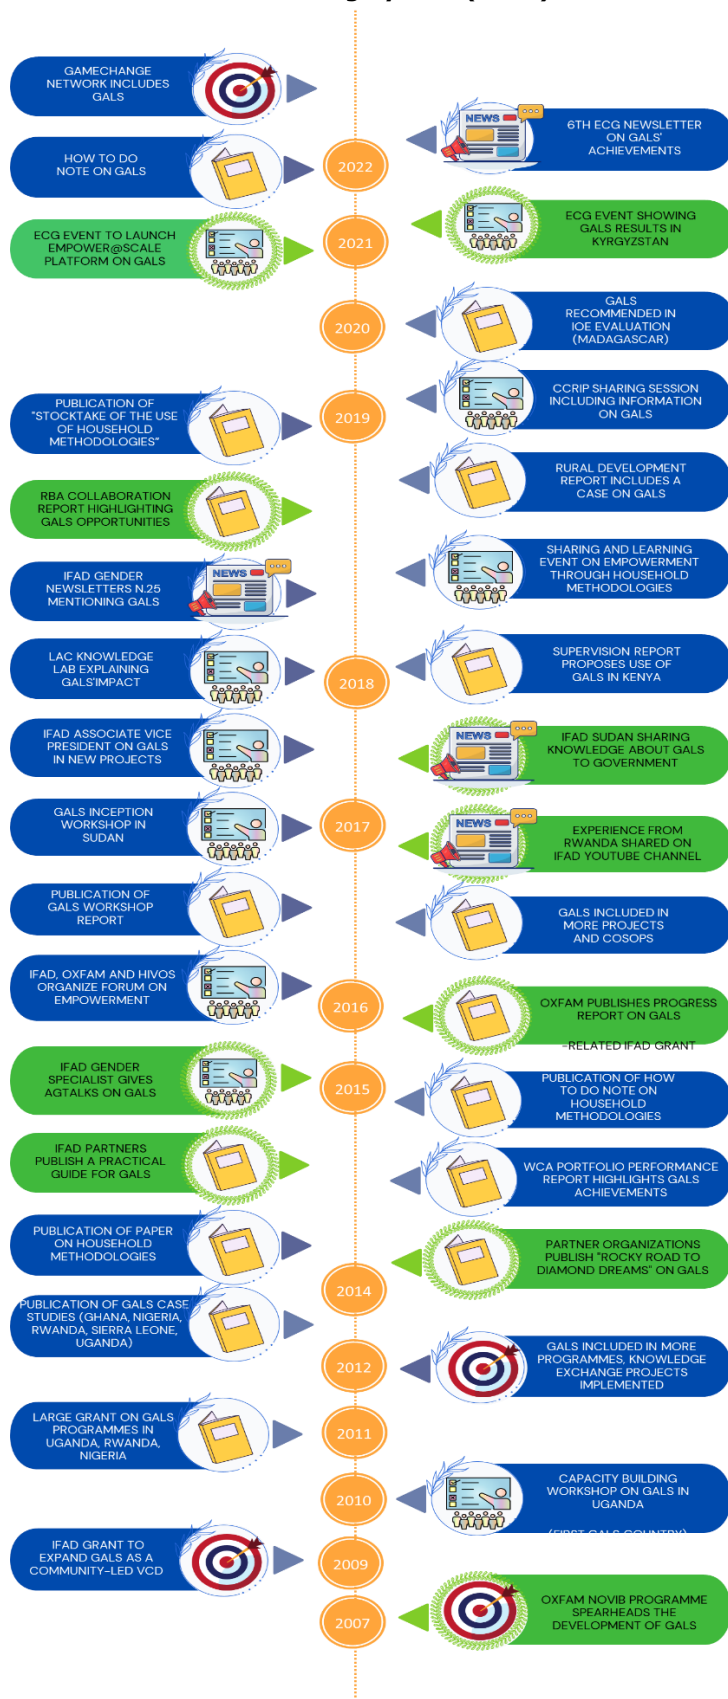 GAMECHANGE
NETWORK INCLUDES
GALS
NEWS
6TH ECG NEWSLETTER
ON GALS'
ACHIEVEMENTS
HOW TO DO
NOTE ON GALS
2022
ECG EVENT TO LAUNCH
EMPOWER@SCALE
PLATFORM ON GALS
2021
ECG EVENT SHOWING
GALS RESULTS IN
KYRGYZSTAN
2020
GALS
RECOMMENDED IN
IOE EVALUATION
(MADAGASCAR)
PUBLICATION OF
"STOCKTAKE OF THE USE
OF HOUSEHOLD
METHODOLOGIES"
2019
CCRIP SHARING SESSION
INCLUDING INFORMATION
ON GALS
RURAL DEVELOPMENT
REPORT INCLUDES A
CASE ON GALS
RBA COLLABORATION
REPORT HIGHLIGHTING
GALS OPPORTUNITIES
IFAD GENDER
NEWSLETTERS N.25
MENTIONING GALS
NEWS
SHARING AND LEARNING
EVENT ON EMPOWERMENT
THROUGH HOUSEHOLD
METHODOLOGIES
LAC KNOWLEDGE
LAB EXPLAINING
GALS'IMPACT
2018
SUPERVISION REPORT
PROPOSES USE OF
GALS IN KENYA
IFAD ASSOCIATE VICE
PRESIDENT ON GALS
IN NEW PROJECTS
NEWS
IFAD SUDAN SHARING
KNOWLEDGE ABOUT GALS
TO GOVERNMENT
GALS INCEPTION
WORKSHOP IN
SUDAN
2017
NEWS
EXPERIENCE FROM
RWANDA SHARED ON
IFAD YOUTUBE CHANNEL
PUBLICATION OF
GALS WORKSHOP
REPORT
GALS INCLUDED IN
MORE PROJECTS
AND COSOPS
IFAD, OXFAM AND HIVOS
ORGANIZE FORUM ON
EMPOWERMENT
2016
OXFAM PUBLISHES PROGRESS
REPORT ON GALS
-RELATED IFAD GRANT
IFAD GENDER
SPECIALIST GIVES
AGTALKS ON GALS
2015
PUBLICATION OF HOW
TO DO NOTE ON
HOUSEHOLD
METHODOLOGIES
IFAD PARTNERS
PUBLISH A PRACTICAL
GUIDE FOR GALS
WCA PORTFOLIO PERFORMANCE
REPORT HIGHLIGHTS GALS
ACHIEVEMENTS
PUBLICATION OF PAPER
ON HOUSEHOLD
METHODOLOGIES
PARTNER ORGANIZATIONS
PUBLISH "ROCKY ROAD TO
DIAMOND DREAMS" ON GALS
2014
PUBLICATION OF GALS CASE
STUDIES (GHANA, NIGERIA,
RWANDA, SIERRA LEONE,
UGANDA)
2012
GALS INCLUDED IN MORE
PROGRAMMES, KNOWLEDGE
EXCHANGE PROJECTS
IMPLEMENTED
LARGE GRANT ON GALS
PROGRAMMES IN
UGANDA, RWANDA,
NIGERIA
2011
2010
CAPACITY BUILDING
WORKSHOP ON GALS IN
UGANDA
(FIRST GALS COUNTRY)
IFAD GRANT TO
EXPAND GALS AS A
COMMUNITY-LED VCD
2009
2007
OXFAM NOVIB PROGRAMME
SPEARHEADS THE
DEVELOPMENT OF GALS